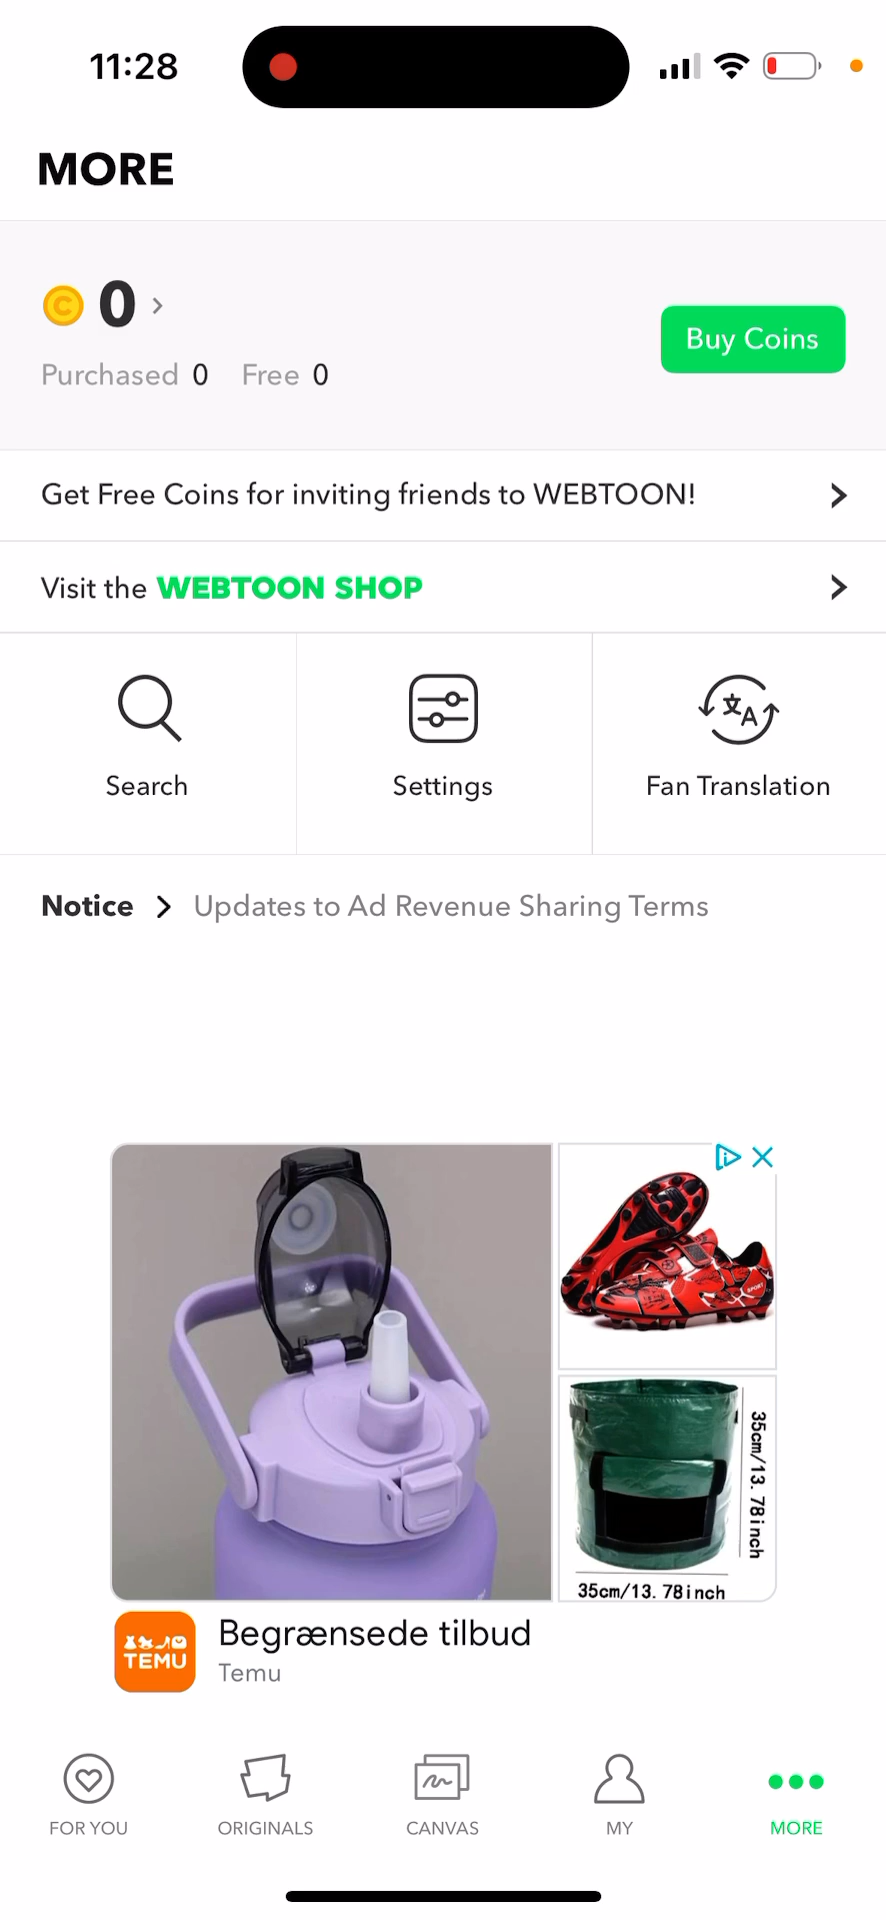 11:28
MORE
0
Purchased 0 Free 0
Buy Coins
Get Free Coins for inviting friends to WEBTOON!
Visit the WEBTOON SHOP
Search
Settings
Fan Translation
Notice
Updates to Ad Revenue Sharing Terms
SPORT
35cm/13.78inch
35cm/13.78inch
TEMU
Begrænsede tilbud
Temu
FOR YOU
ORIGINALS
CANVAS
MY
MORE